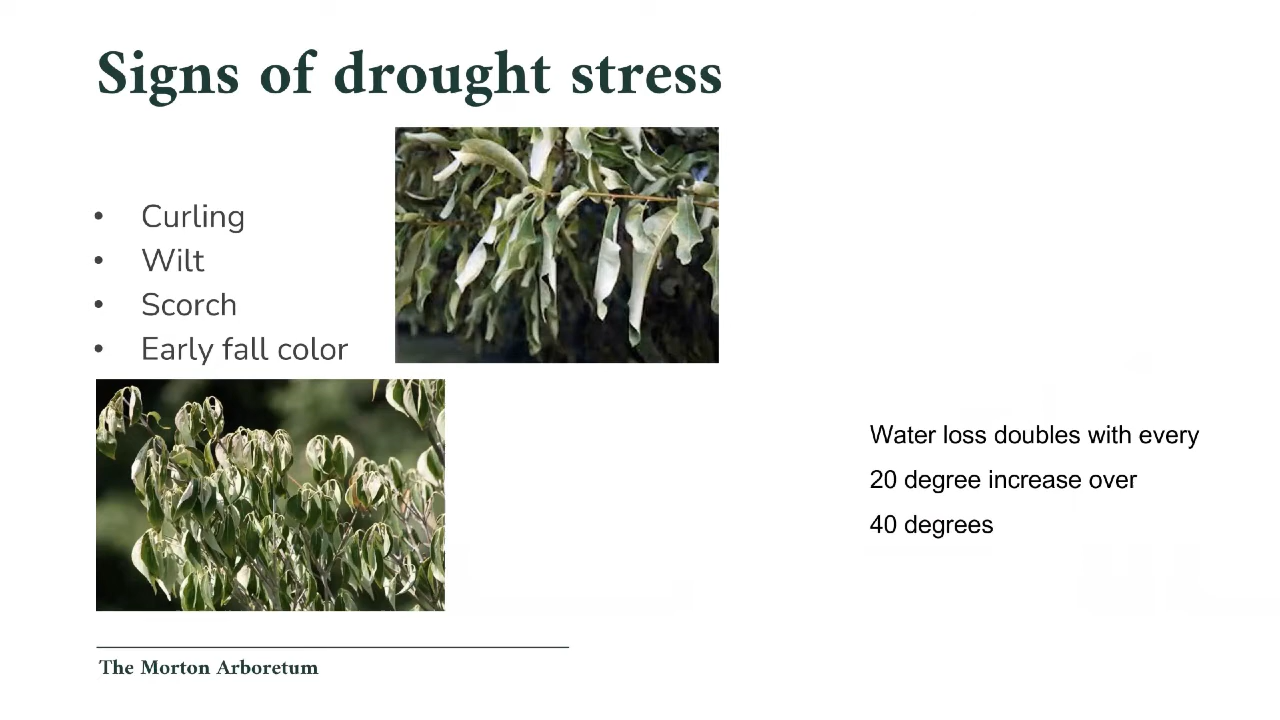 Signs of drought stress
• Curling
• Wilt
• Scorch
• Early fall color
Water loss doubles with every
20 degree increase over
40 degrees
The Morton Arboretum